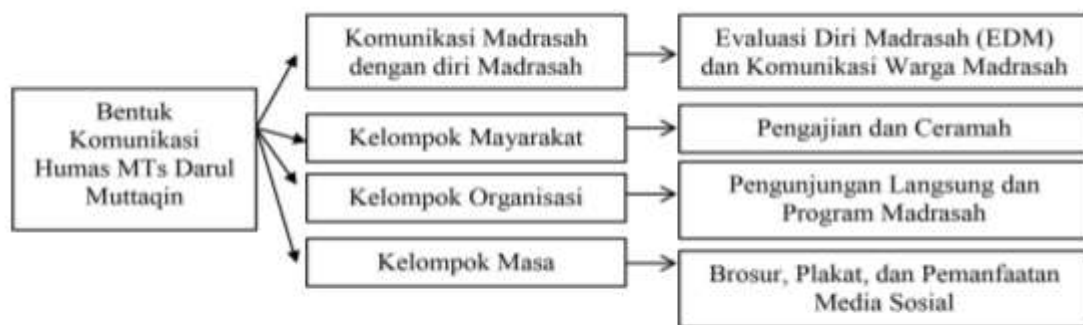 Bentuk
Komunikasi
Humas MTs Darul
Muttaqin
Komunikasi Madrasah
dengan diri Madrasah
Evaluasi Diri Madrasah (EDM)
dan Komunikasi Warga Madrasah
Kelompok Mayarakat
Pengajian dan Ceramah
Kelompok Organisasi
Pengunjungan Langsung dan
Program Madrasah
Kelompok Masa
Brosur, Plakat, dan Pemanfaatan
Media Sosial